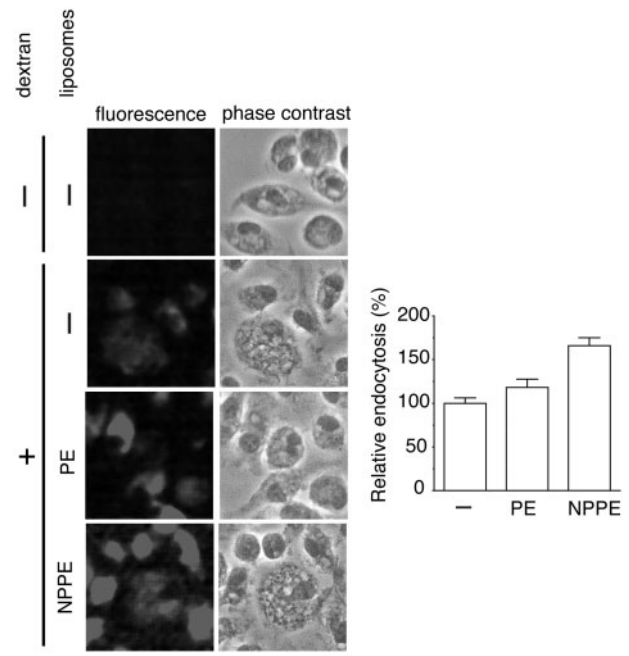 dextran
liposomes
fluorescence
phase contrast
−
−
+
−
PE
NPPE
Relative endocytosis (%)
200
150
100
50
0
−
PE
NPPE